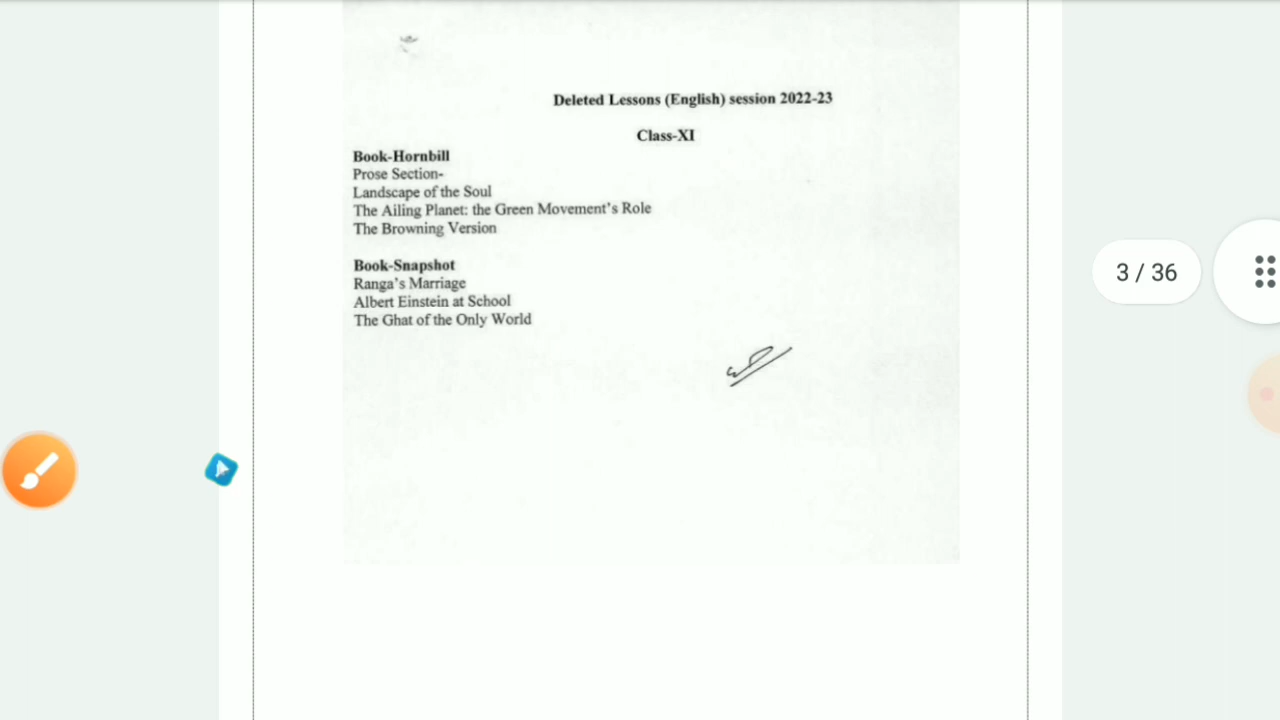 Deleted Lessons (English) session 2022-23
Class-XI
Book-Hornbill
Prose Section-
Landscape of the Soul
The Ailing Planet: the Green Movement's Role
The Browning Version
Book-Snapshot
Ranga's Marriage
Albert Einstein at School
The Ghat of the Only World
3 / 36